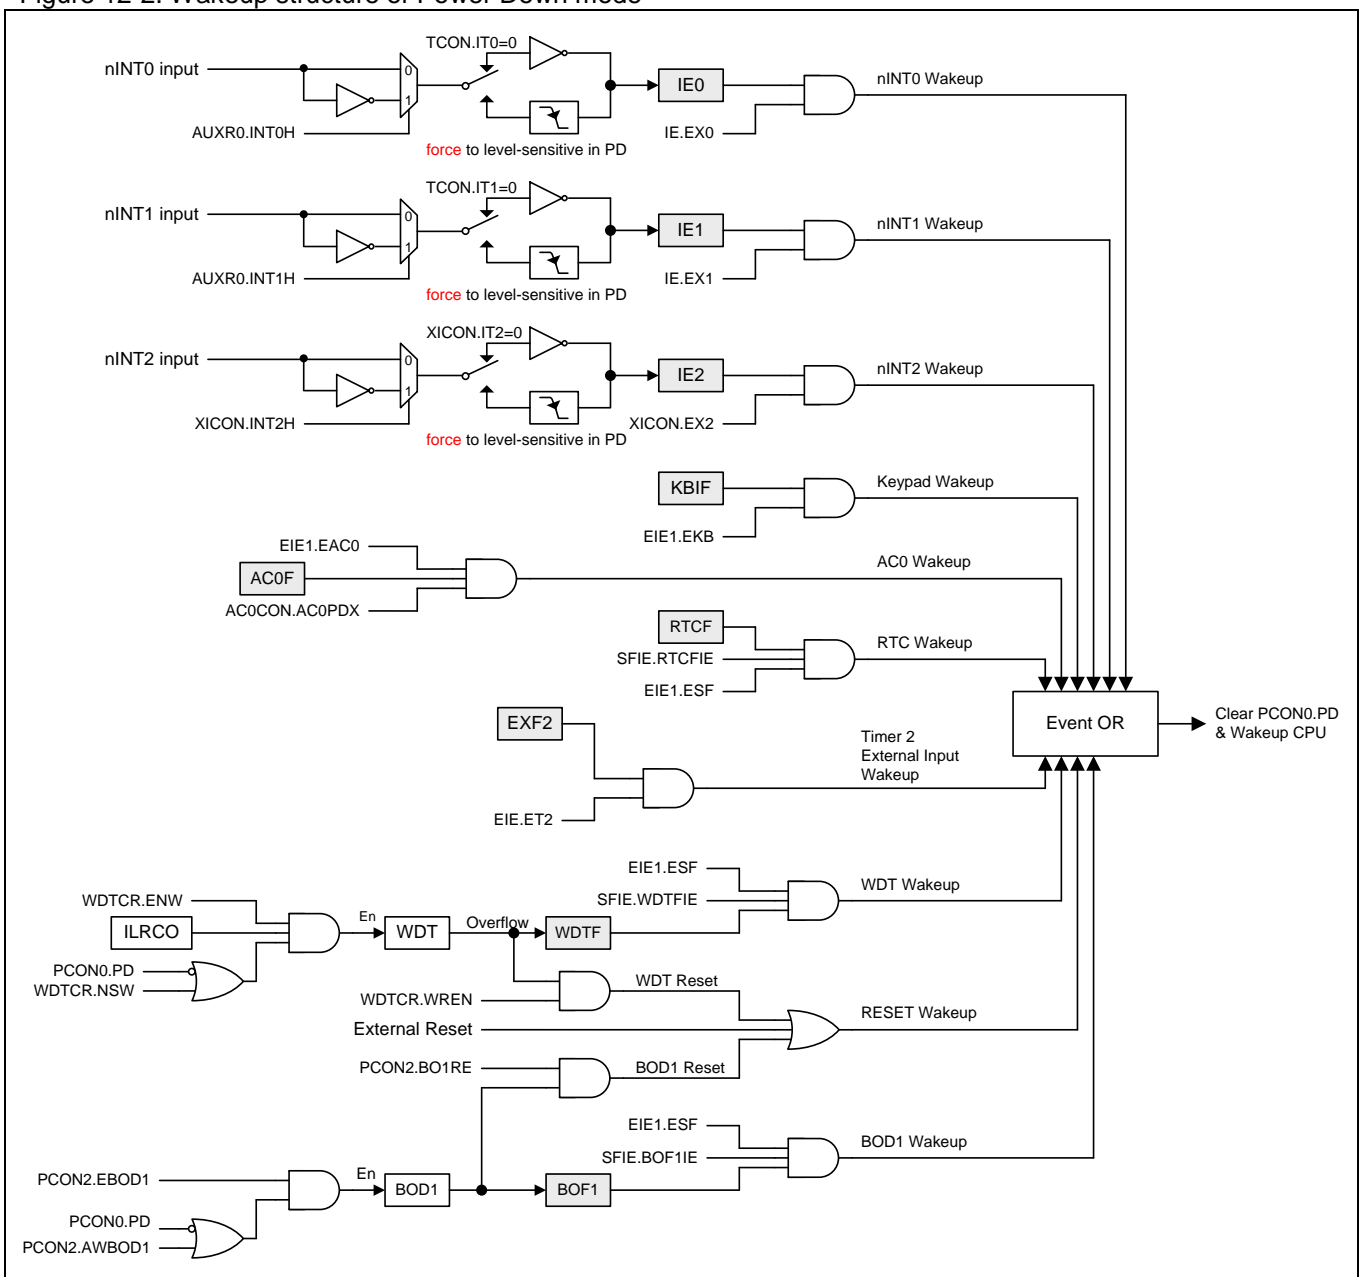 Figure 12-2. Wakeup structure of Power Down mode
TCON.IT0=0
nINT0 input
0
1
IE0
nINT0 Wakeup
AUXR0.INT0H
IE.EX0
force to level-sensitive in PD
TCON.IT1=0
nINT1 input
0
1
IE1
nINT1 Wakeup
AUXR0.INT1H
IE.EX1
force to level-sensitive in PD
XICON.IT2=0
nINT2 input
0
1
IE2
nINT2 Wakeup
XICON.INT2H
XICON.EX2
force to level-sensitive in PD
KBIF
Keypad Wakeup
EIE1.EKB
EIE1.EAC0
AC0F
AC0 Wakeup
AC0CON.AC0PDX
RTCF
RTC Wakeup
SFIE.RTCFIE
EIE1.ESF
EXF2
Event OR
Clear PCON0.PD
& Wakeup CPU
Timer 2
External Input
Wakeup
EIE.ET2
EIE1.ESF
WDT Wakeup
WDTCR.ENW
SFIE.WDTFIE
En
Overflow
ILRCO
WDT
WDTF
PCON0.PD
WDTCR.NSW
WDT Reset
WDTCR.WREN
RESET Wakeup
External Reset
PCON2.BO1RE
BOD1 Reset
EIE1.ESF
BOD1 Wakeup
SFIE.BOF1IE
PCON2.EBOD1
En
BOD1
BOF1
PCON0.PD
PCON2.AWBOD1